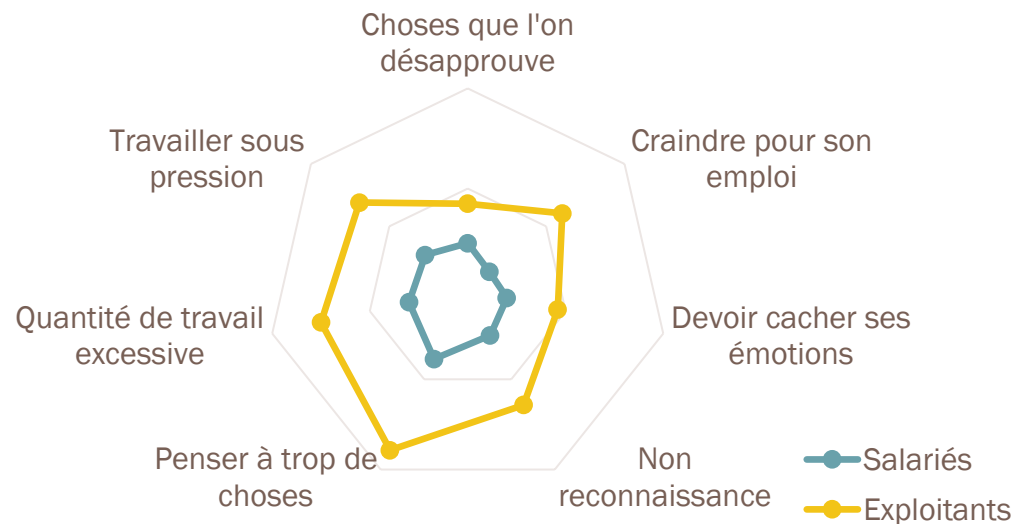 Choses que l'on
désapprouve
Travailler sous
pression
Craindre pour son
emploi
Quantité de travail
excessive
Devoir cacher ses
émotions
Penser à trop de
choses
Non
reconnaissance
Salariés
Exploitants